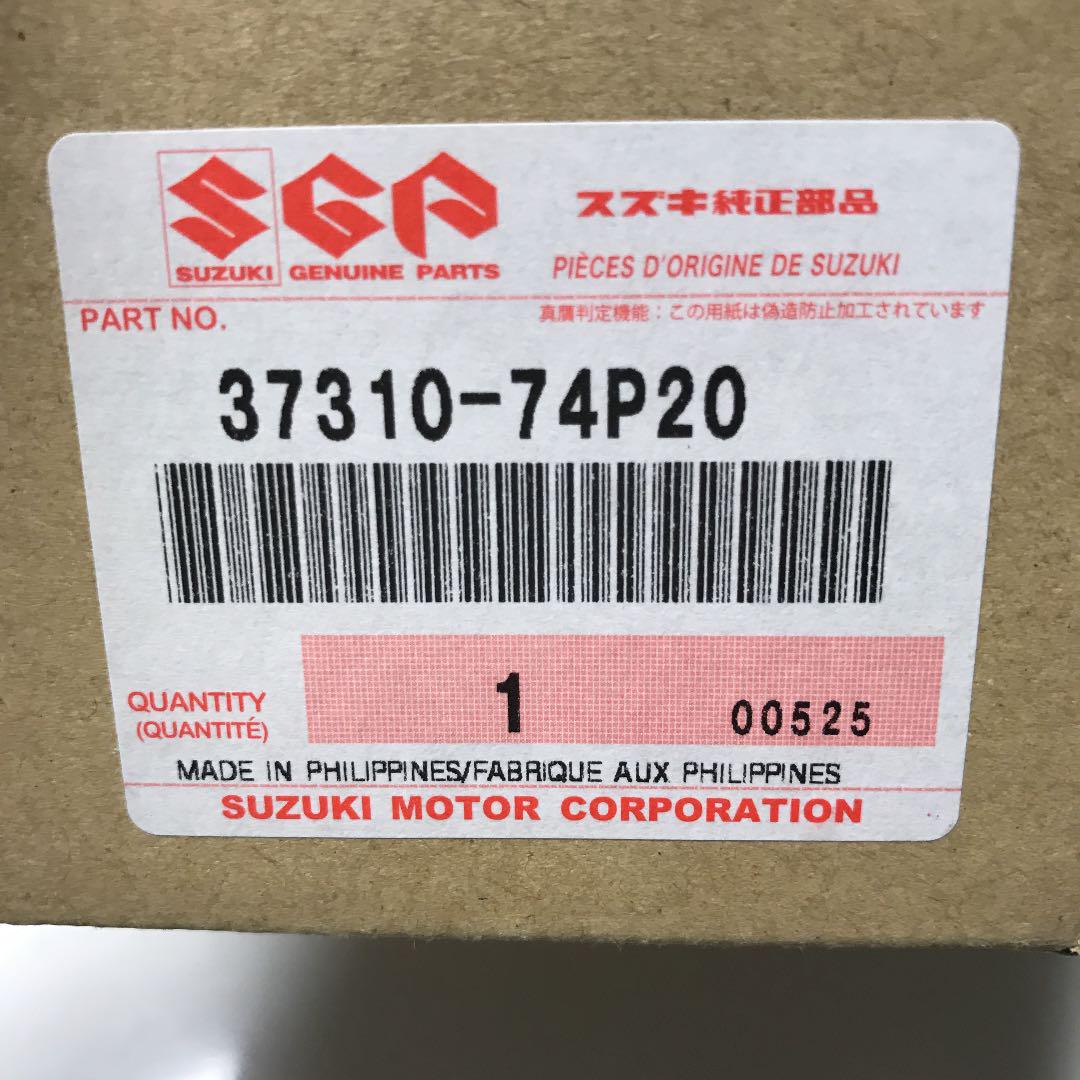 SGP
SUZUKI GENUINE PARTS
スズキ純正部品
PIÈCES D'ORIGINE DE SUZUKI
PART NO.
真贋判定機能：この用紙は偽造防止加工されています
37310-74P20
QUANTITY
(QUANTITÉ)
1
00525
MADE IN PHILIPPINES/FABRIQUE AUX PHILIPPINES
SUZUKI MOTOR CORPORATION